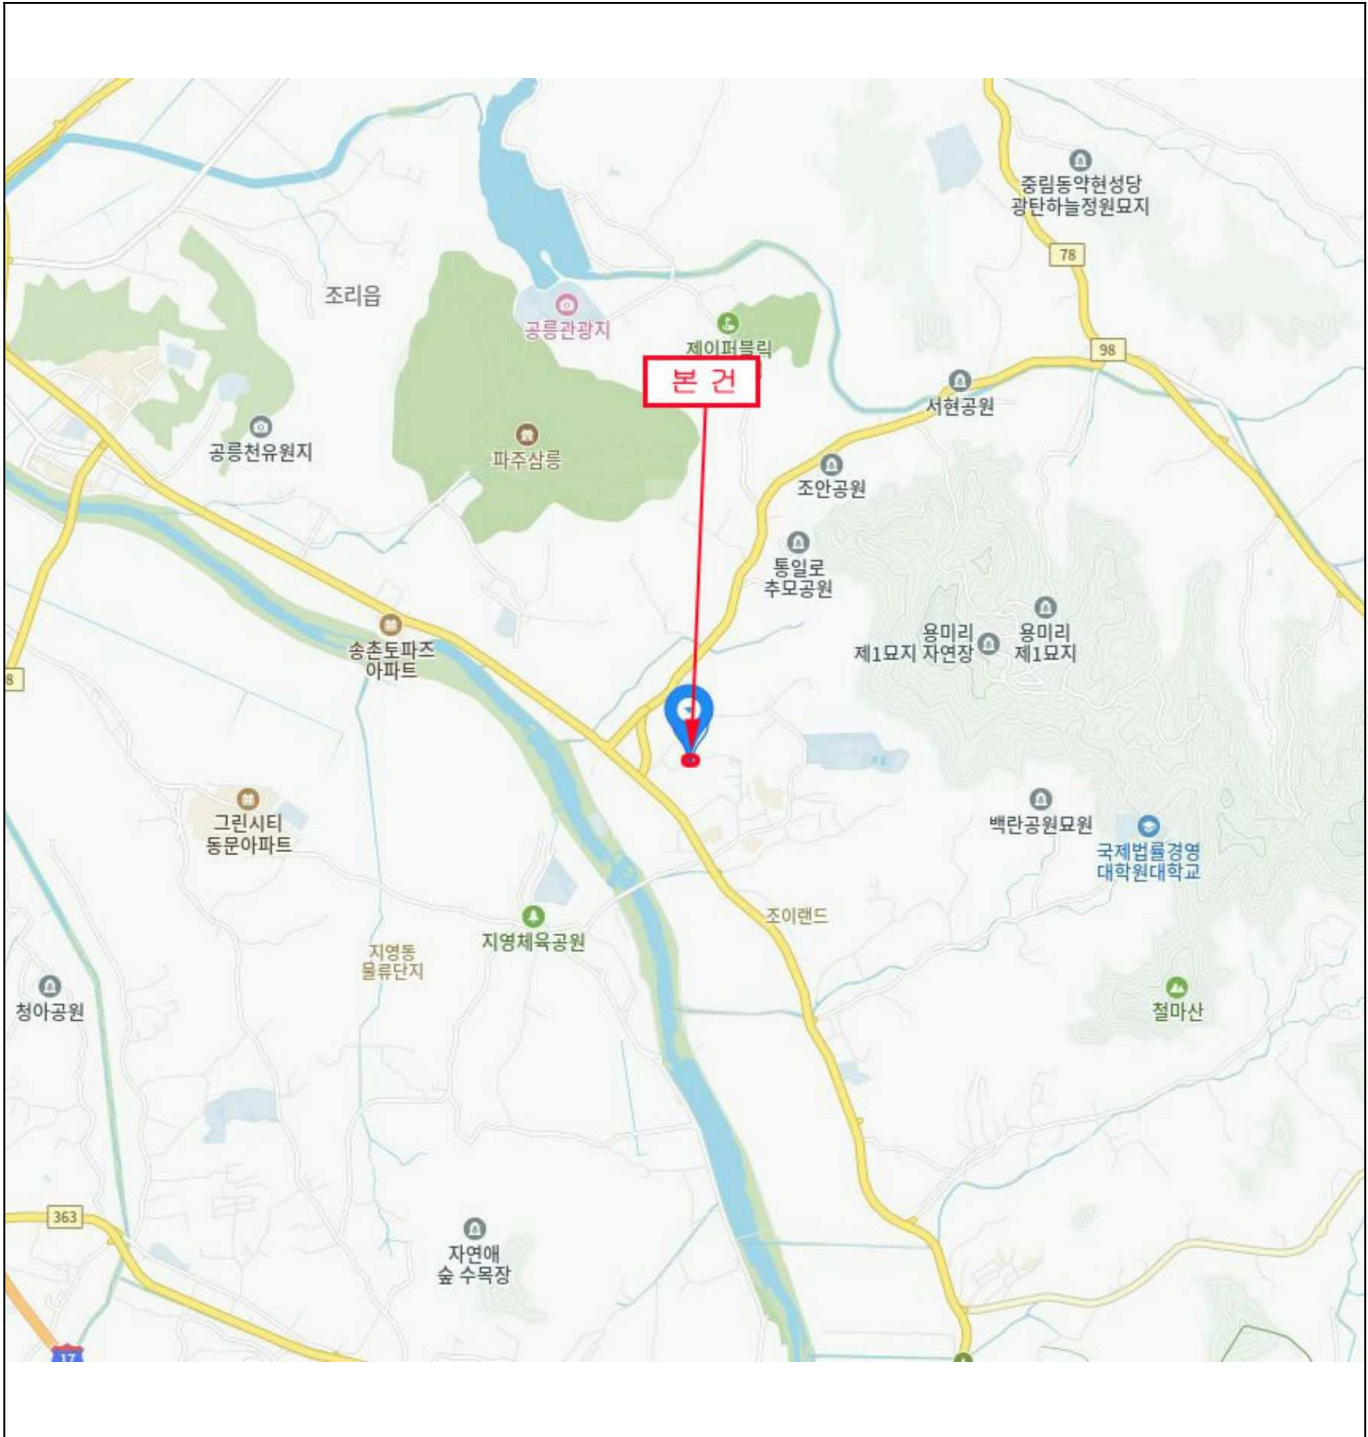 중림동약현성당
광탄하늘정원묘지
78
조리읍
공릉관광지
제이퍼블릭
98
본 건
서현공원
공릉천유원지
파주삼릉
조안공원
통일로
추모공원
송촌토파즈
아파트
용미리
제1묘지 자연장
용미리
제1묘지
8
그린시티
동문아파트
백란공원묘원
국제법률경영
대학원대학교
조이랜드
지영체육공원
지영동
물류단지
청아공원
철마산
363
자연애
숲 수목장
17